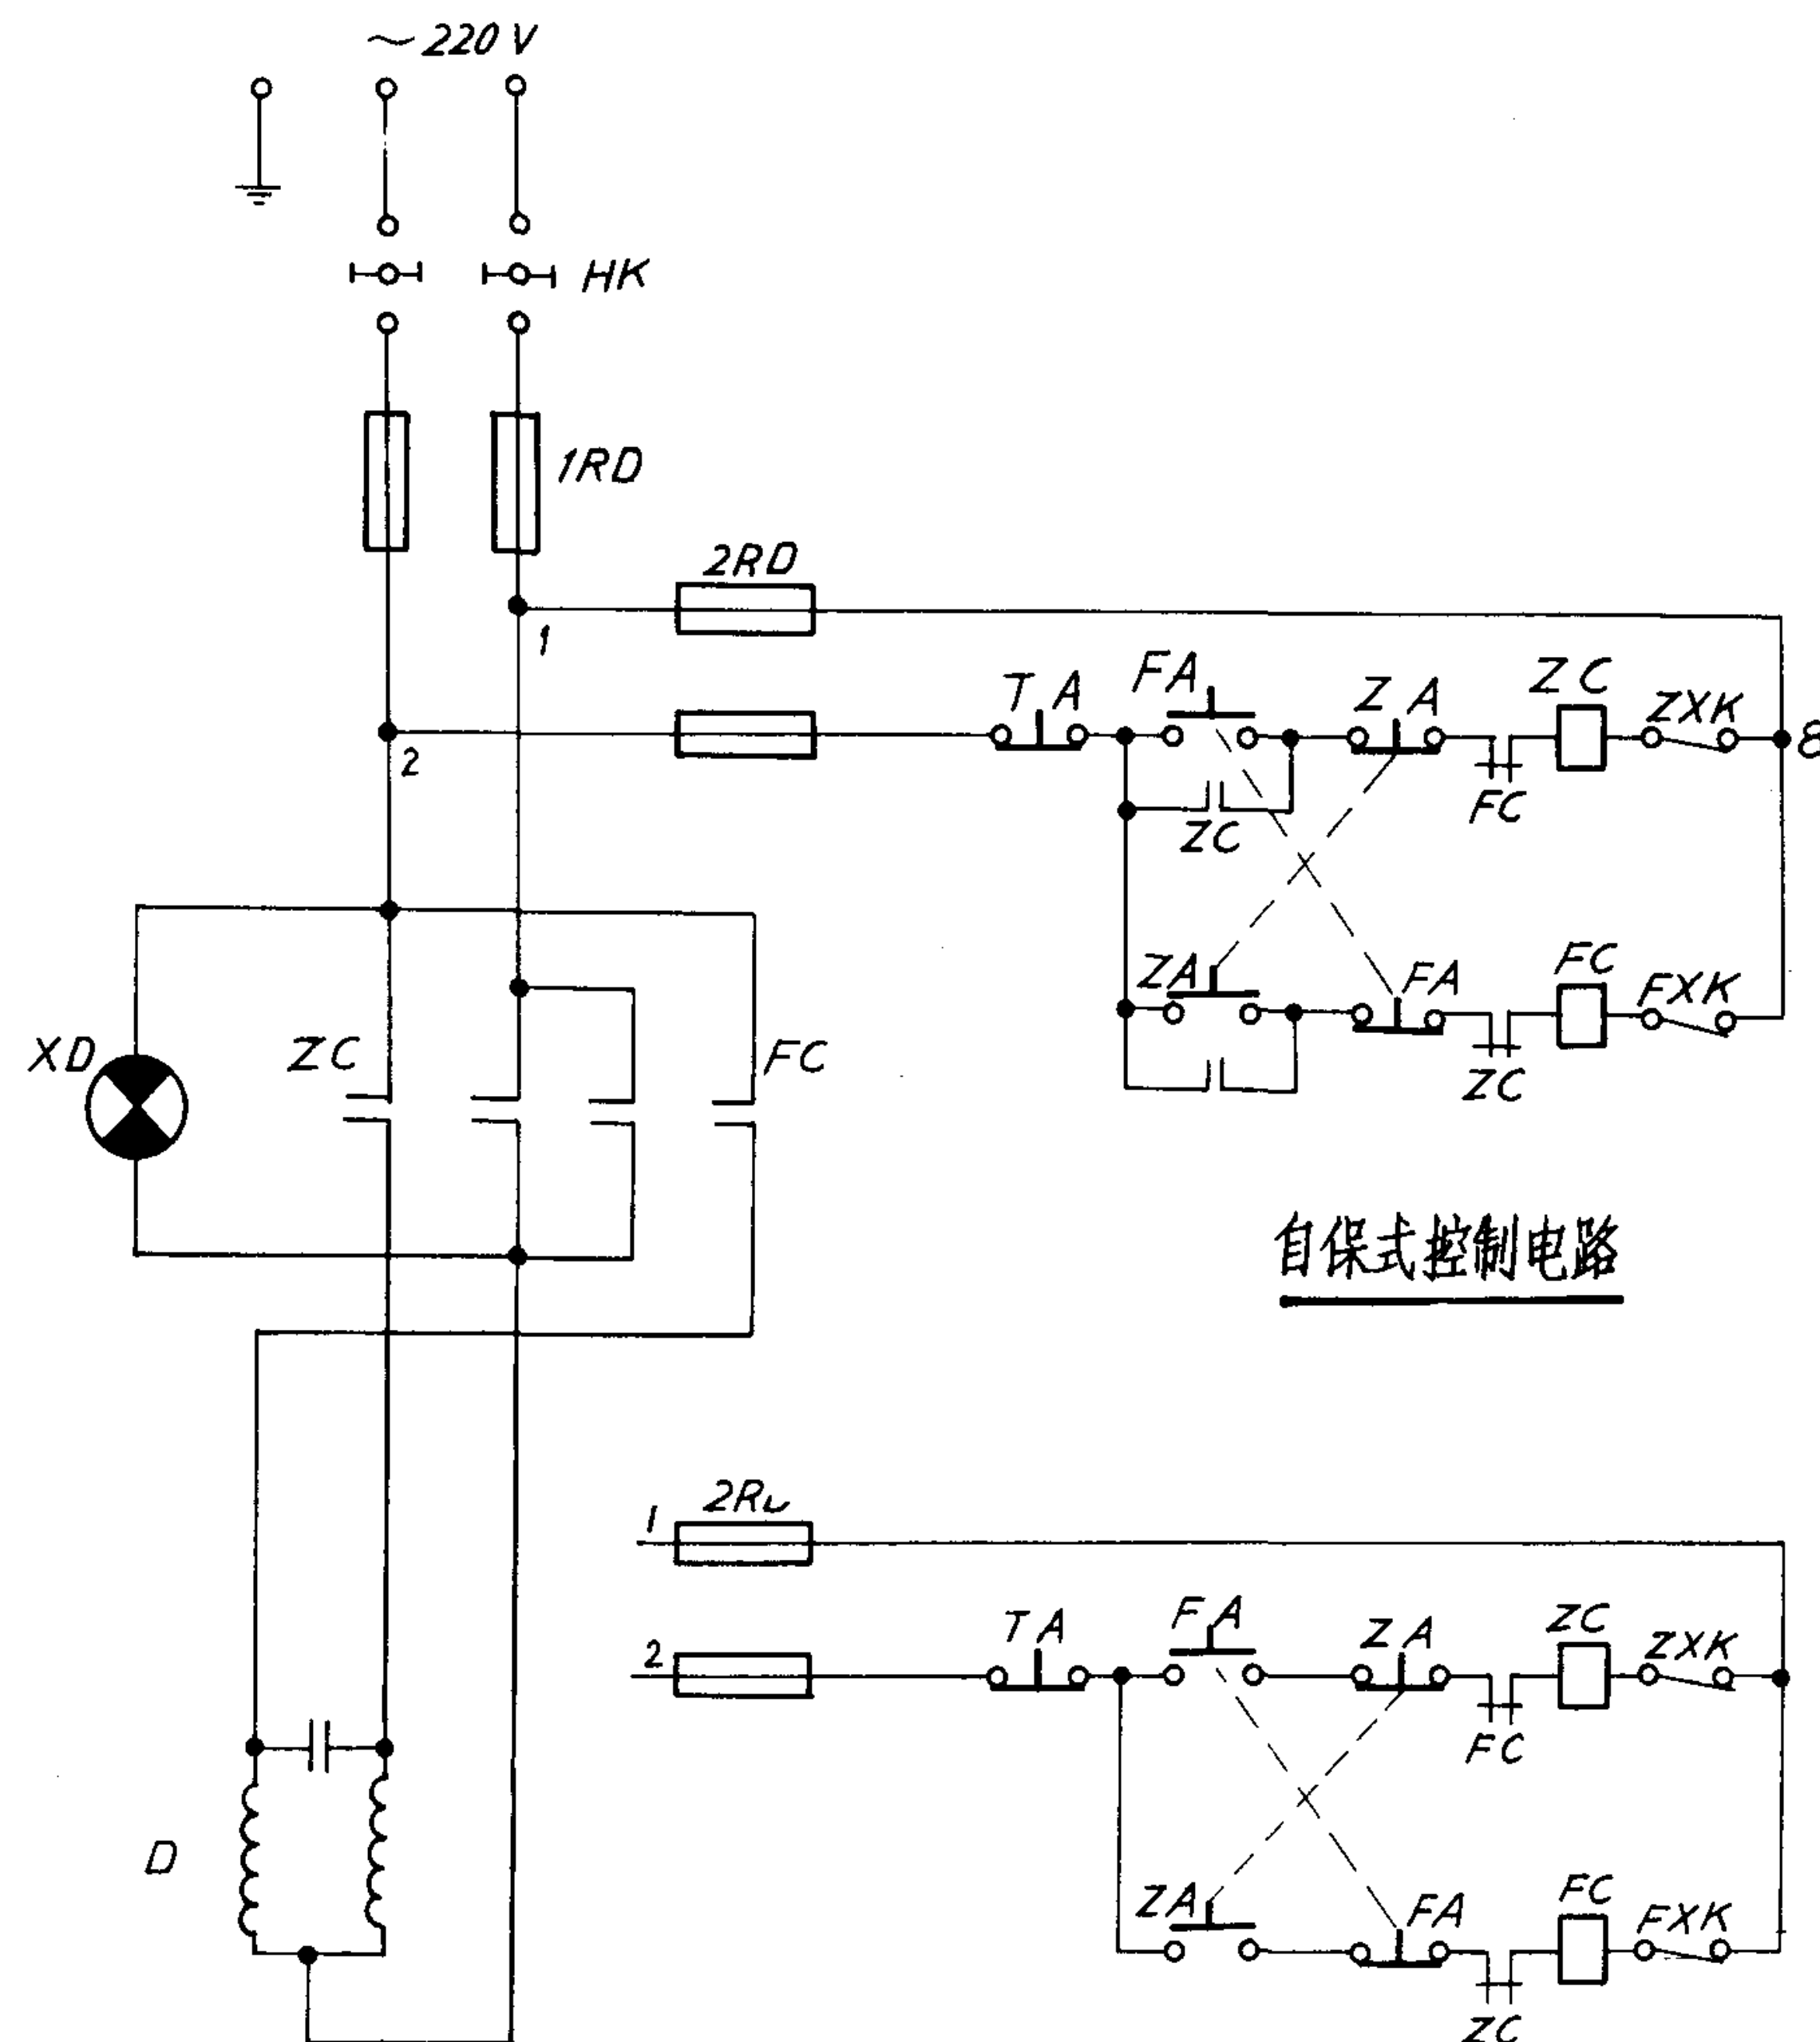 ~220V
HK
1RD
2RD
1
TA FA ZA ZC ZXK
2
8
FC
ZC
ZA FA FC FXK
XD ZC FC
ZC
自保式控制电路
1
TA FA ZA ZC ZXK
2
FC
D
ZA FA FC FXK
ZC